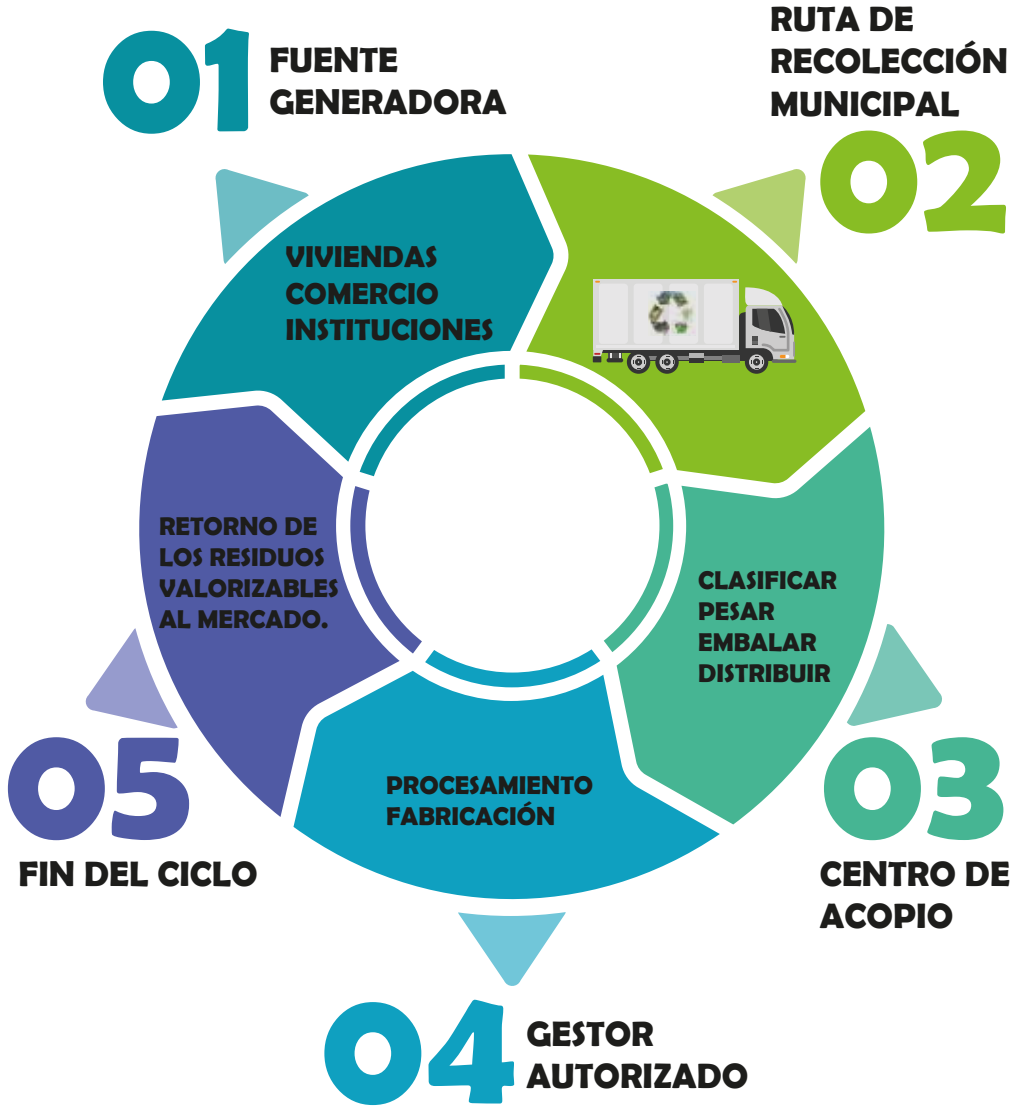 01
FUENTE
GENERADORA
VIVIENDAS
COMERCIO
INSTITUCIONES
RUTA DE
RECOLECCIÓN
MUNICIPAL
02
CLASIFICAR
PESAR
EMBALAR
DISTRIBUIR
03
CENTRO DE
ACOPIO
PROCESAMIENTO
FABRICACIÓN
04
GESTOR
AUTORIZADO
RETORNO DE
LOS RESIDUOS
VALORIZABLES
AL MERCADO.
05
FIN DEL CICLO